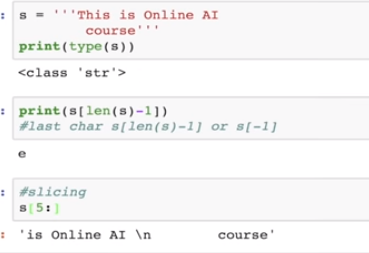 : s = '''This is Online AI
course'''
print(type(s))
<class 'str'>
: print(s[len(s)-1])
#last char s[len(s)-1] or s[-1]
e
: #slicing
s[5:]
: 'is Online AI \n         course'